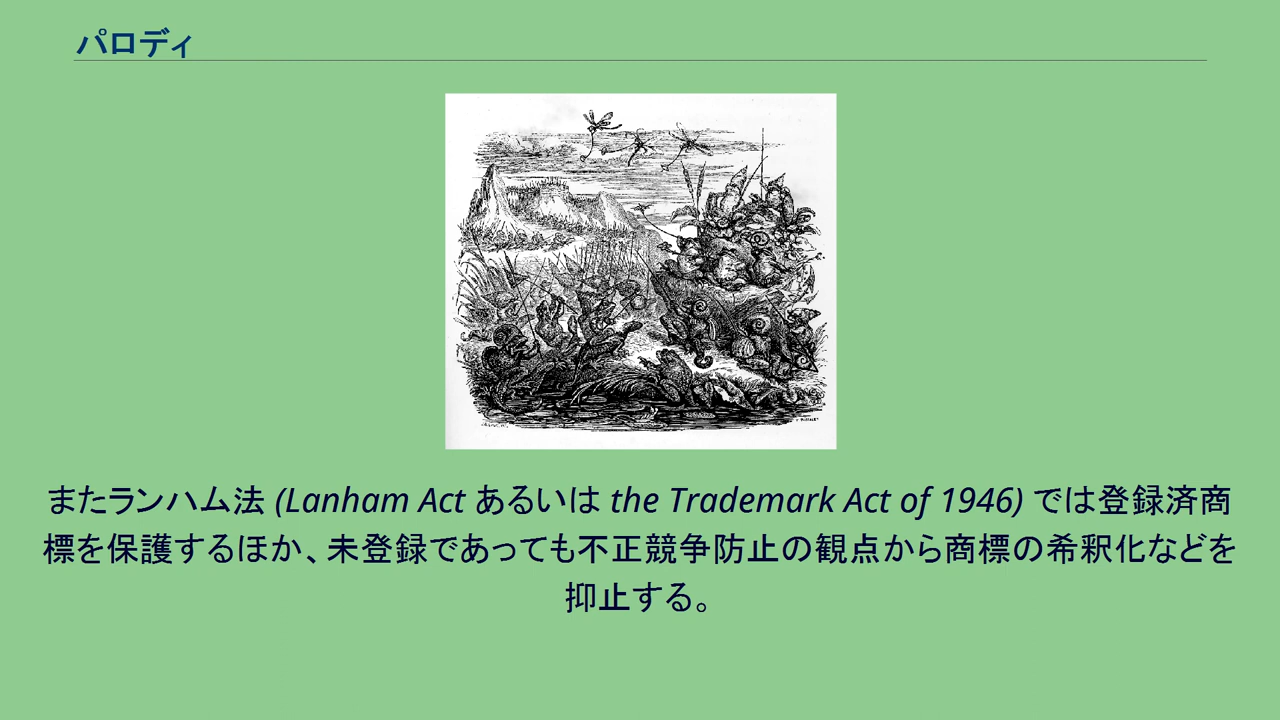 パロディ
またランハム法 (Lanham Act あるいは the Trademark Act of 1946) では登録済商
標を保護するほか、未登録であっても不正競争防止の観点から商標の希釈化などを
抑止する。